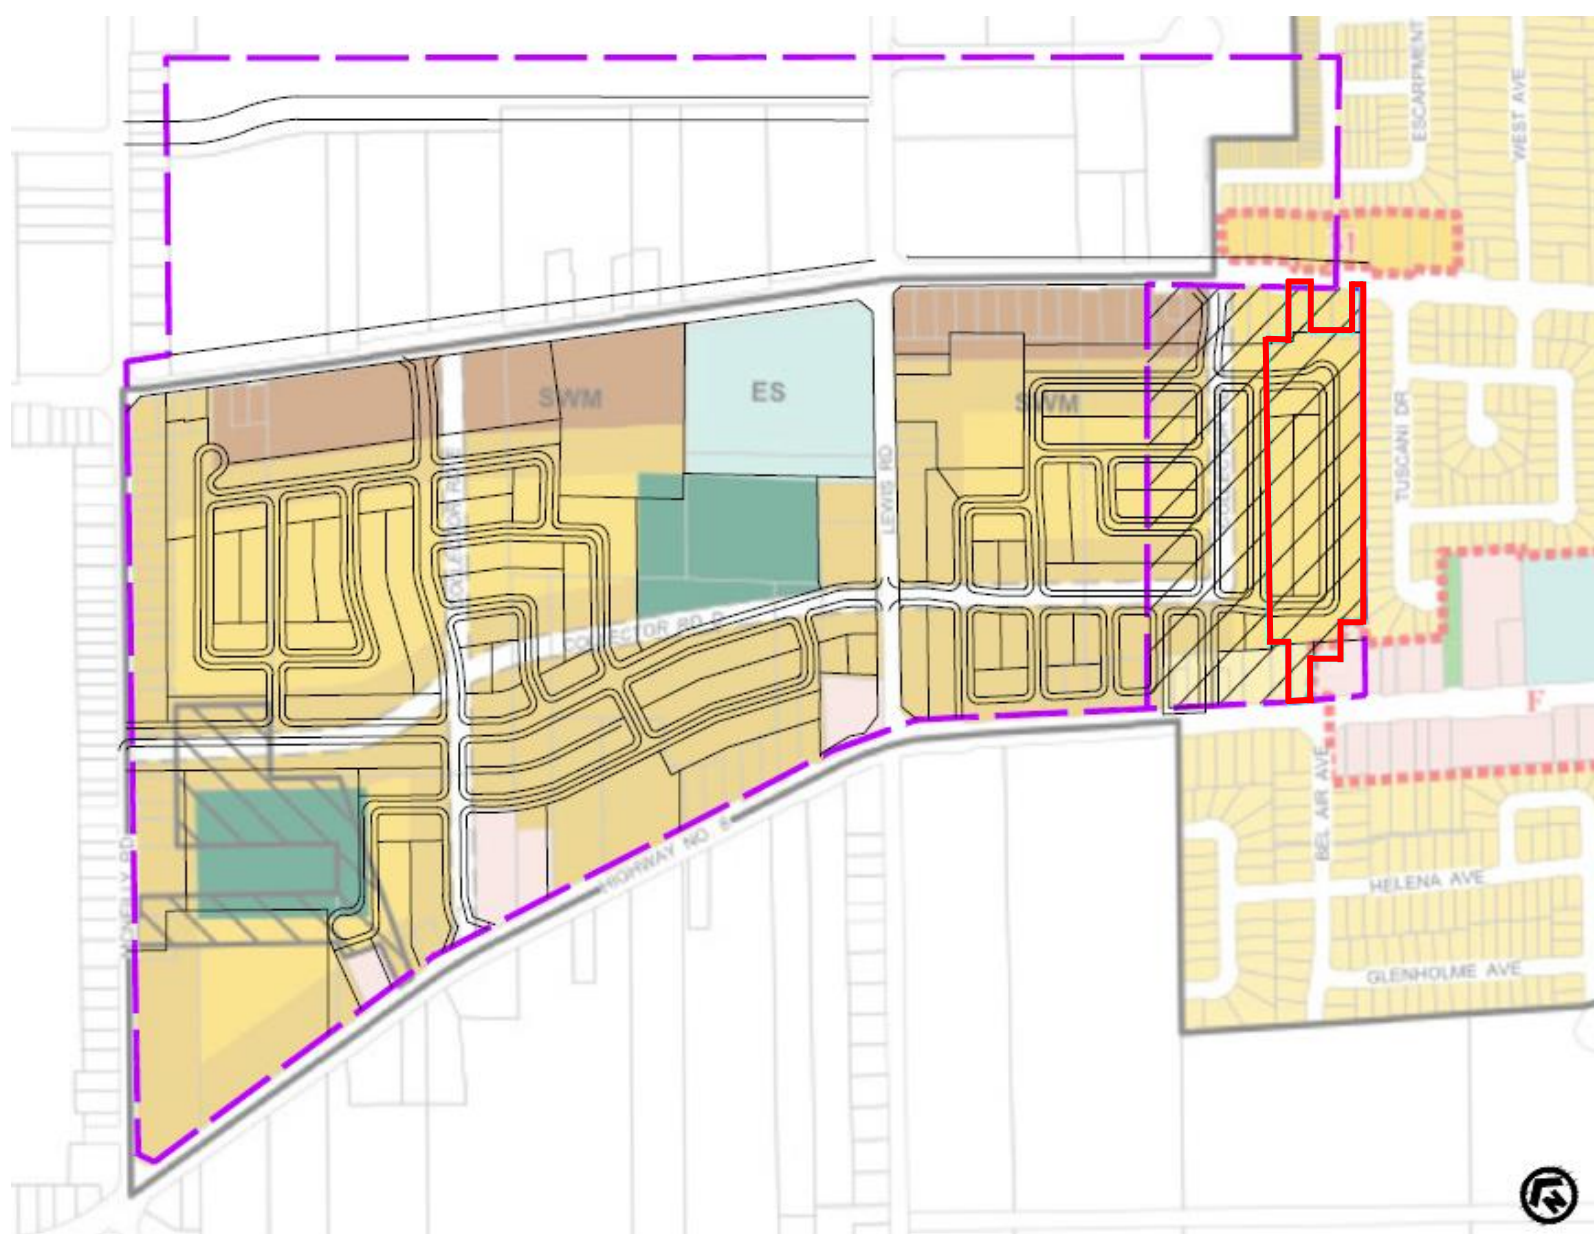 ESCARPMENT
WEST AVE
ES
SWM
SWM
TUSCANI DR
LEWIS RD
COLLECTOR RD
F
BEL AIR AVE
HIGHWAY NO 8
HELENA AVE
GLENHOLME AVE